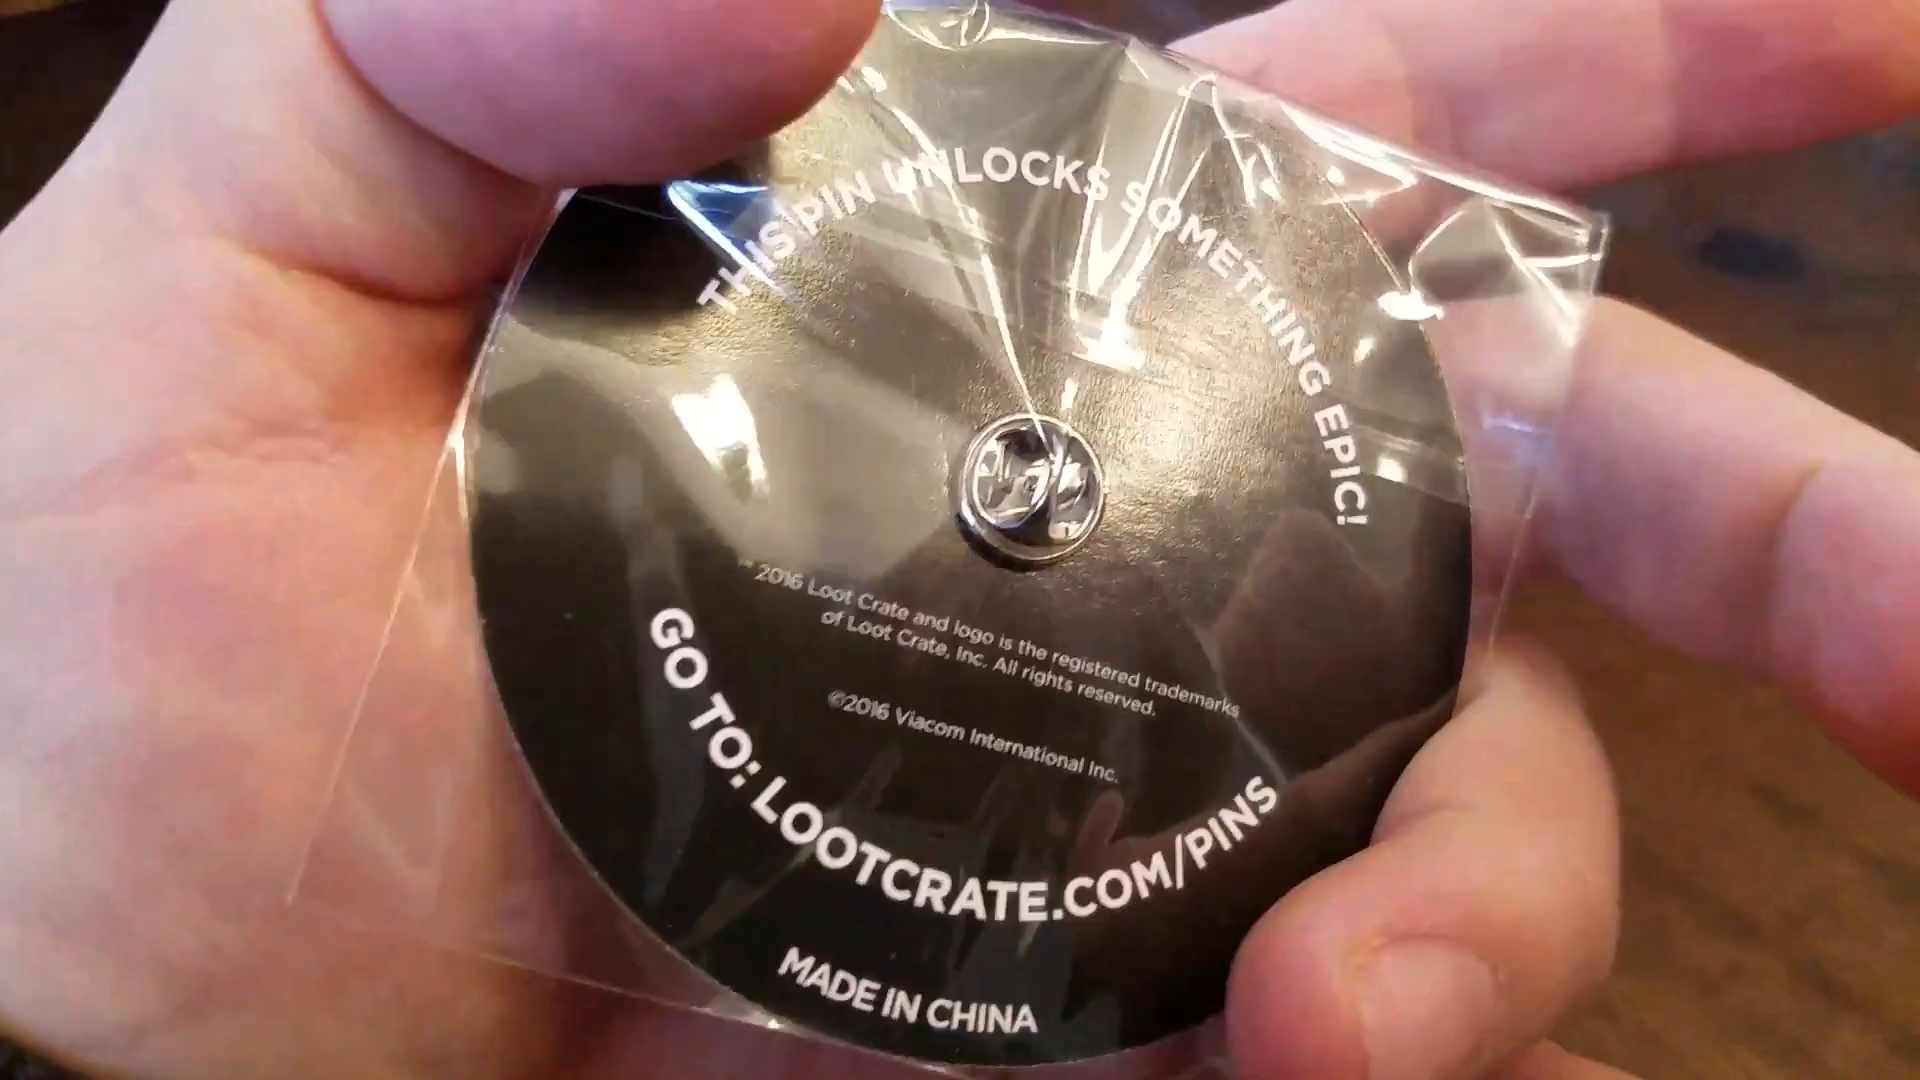 THIS PIN UNLOCKS SOMETHING EPIC!
™ 2016 Loot Crate and logo is the registered trademarks
of Loot Crate, Inc. All rights reserved.
©2016 Viacom International Inc.
GO TO: LOOTCRATE.COM/PINS
MADE IN CHINA